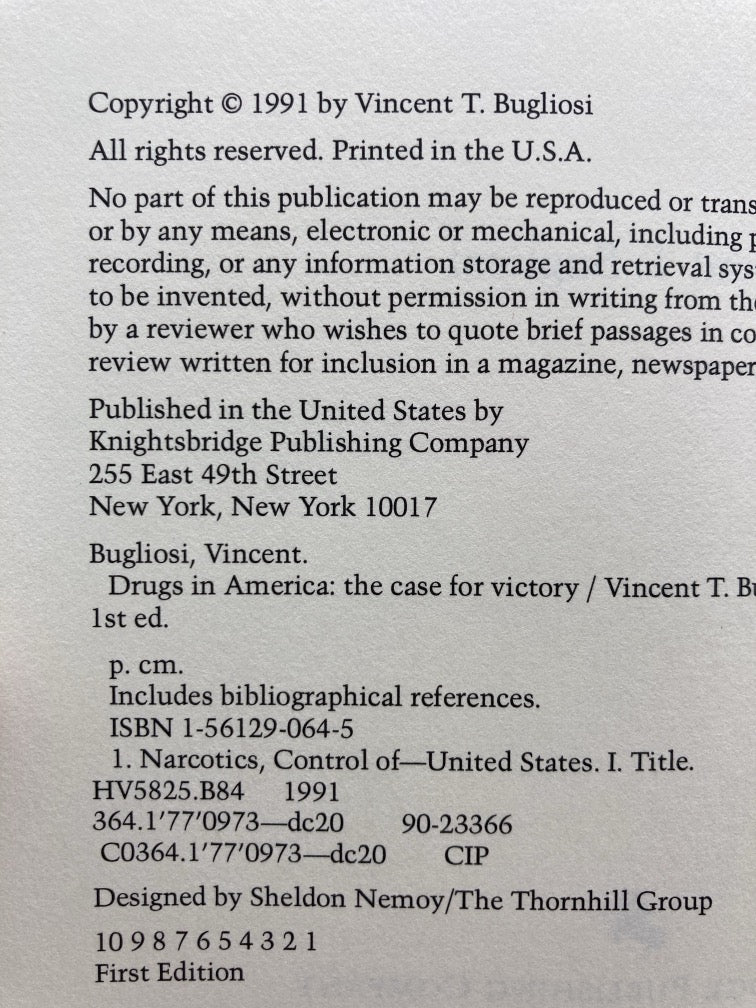 Copyright © 1991 by Vincent T. Bugliosi
All rights reserved. Printed in the U.S.A.
No part of this publication may be reproduced or trans
or by any means, electronic or mechanical, including p
recording, or any information storage and retrieval sys
to be invented, without permission in writing from the
by a reviewer who wishes to quote brief passages in co
review written for inclusion in a magazine, newspaper
Published in the United States by
Knightsbridge Publishing Company
255 East 49th Street
New York, New York 10017
Bugliosi, Vincent.
Drugs in America: the case for victory / Vincent T. Bu
1st ed.
p. cm.
Includes bibliographical references.
ISBN 1-56129-064-5
1. Narcotics, Control of—United States. I. Title.
HV5825.B84 1991
364.1'77'0973—dc20 90-23366
C0364.1'77'0973—dc20 CIP
Designed by Sheldon Nemoy/The Thornhill Group
10 9 8 7 6 5 4 3 2 1
First Edition